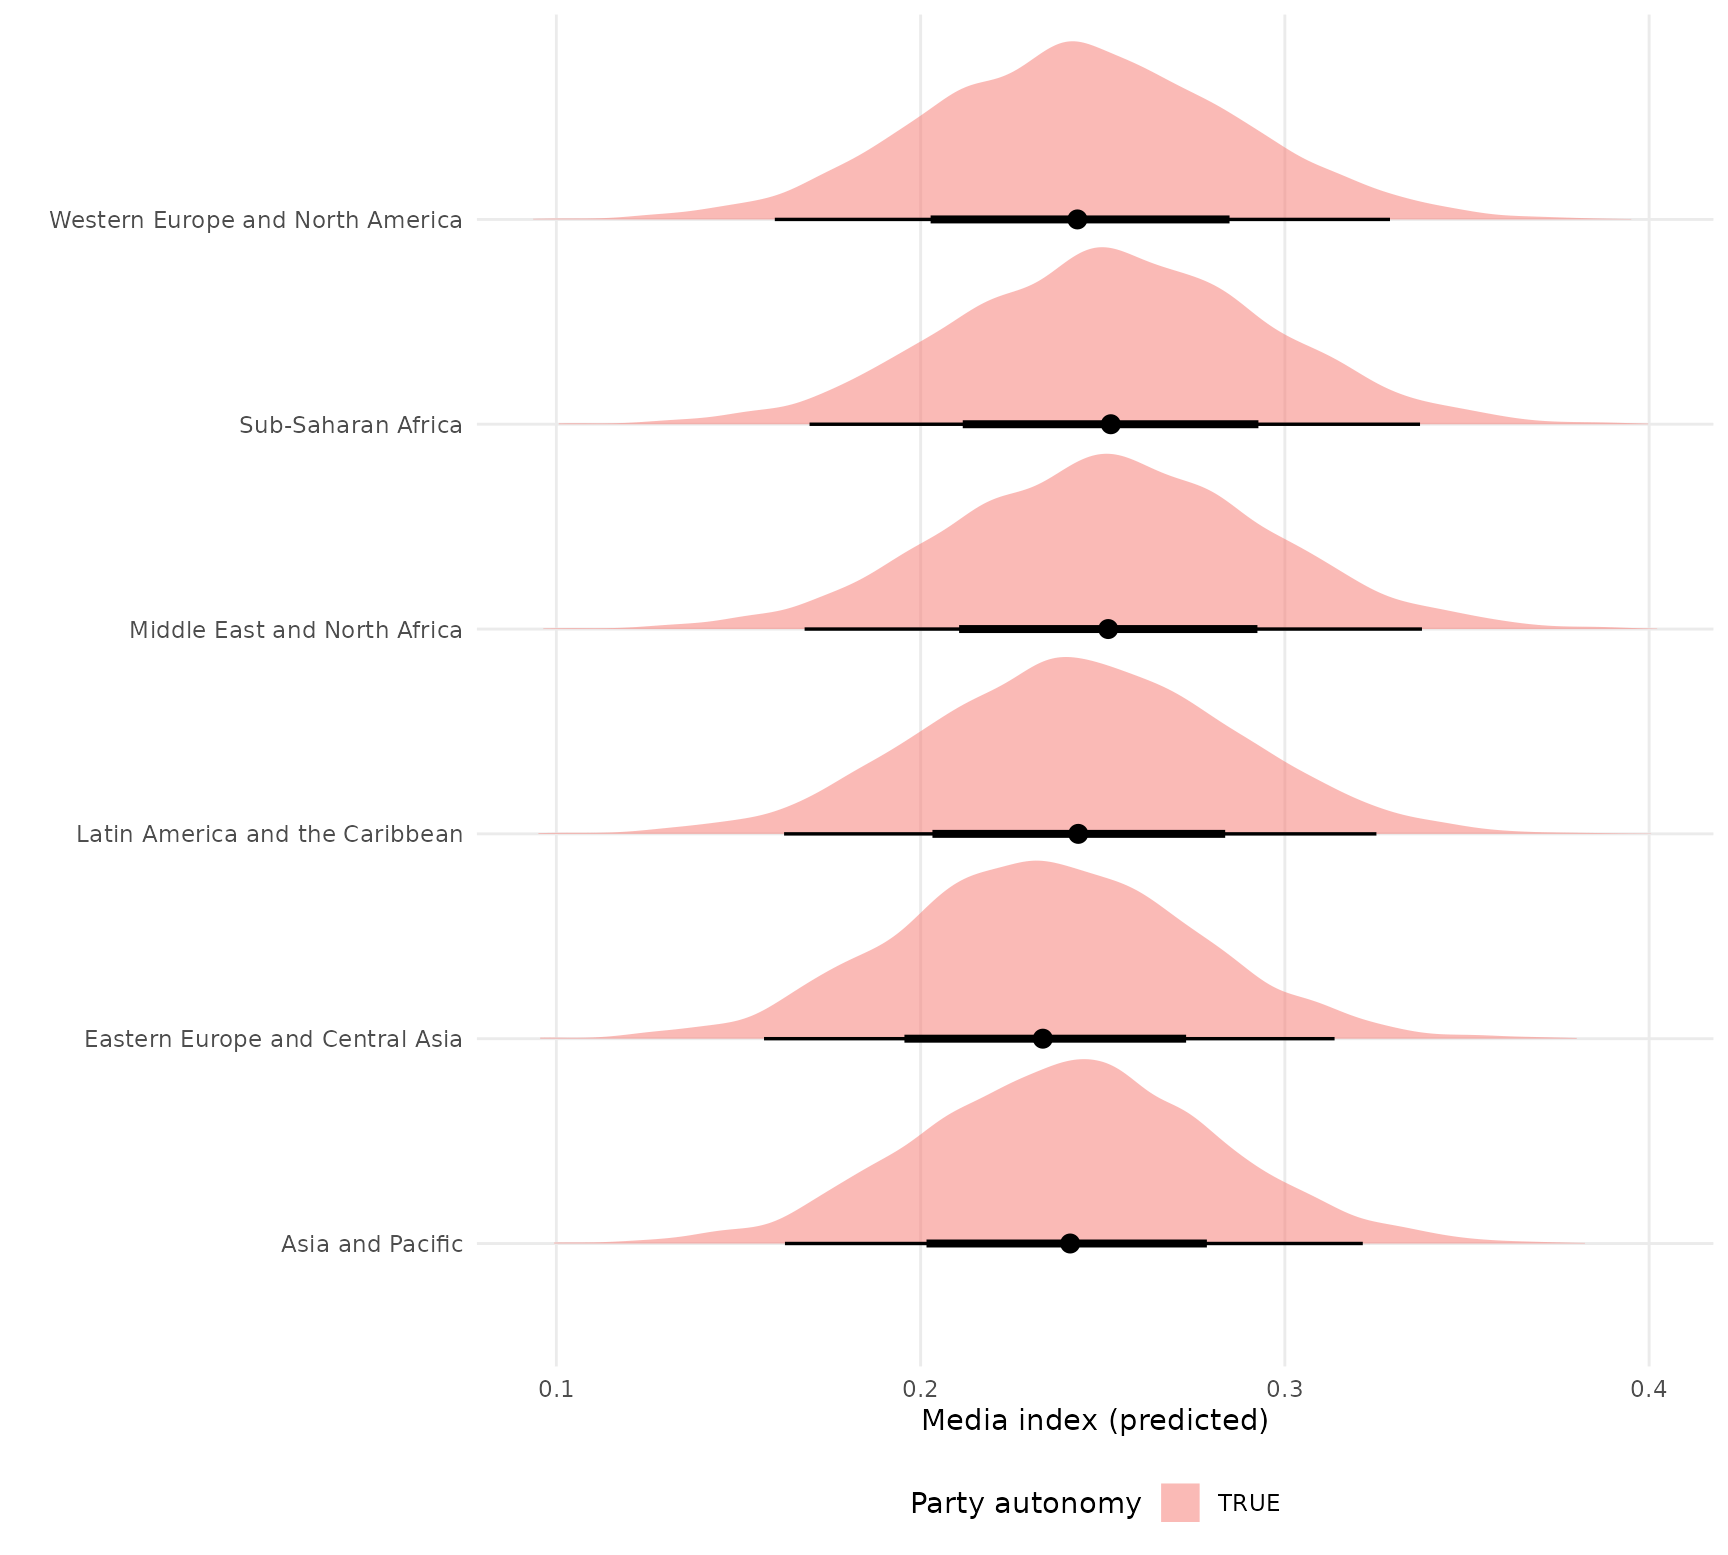 Western Europe and North America
Sub-Saharan Africa
Middle East and North Africa
Latin America and the Caribbean
Eastern Europe and Central Asia
Asia and Pacific
0.1 0.2 0.3 0.4
Media index (predicted)
Party autonomy TRUE